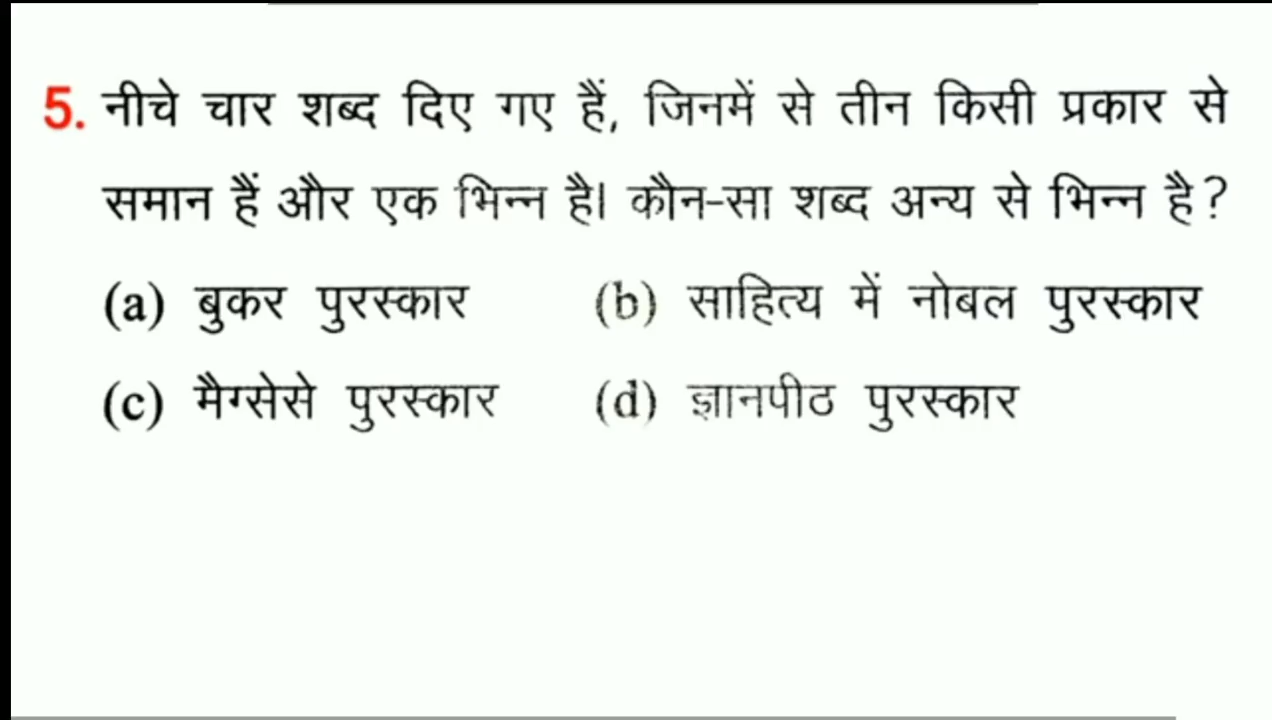 5. नीचे चार शब्द दिए गए हैं, जिनमें से तीन किसी प्रकार से
समान हैं और एक भिन्न है। कौन-सा शब्द अन्य से भिन्न है?
(a) बुकर पुरस्कार (b) साहित्य में नोबल पुरस्कार
(c) मैग्सेसे पुरस्कार (d) ज्ञानपीठ पुरस्कार